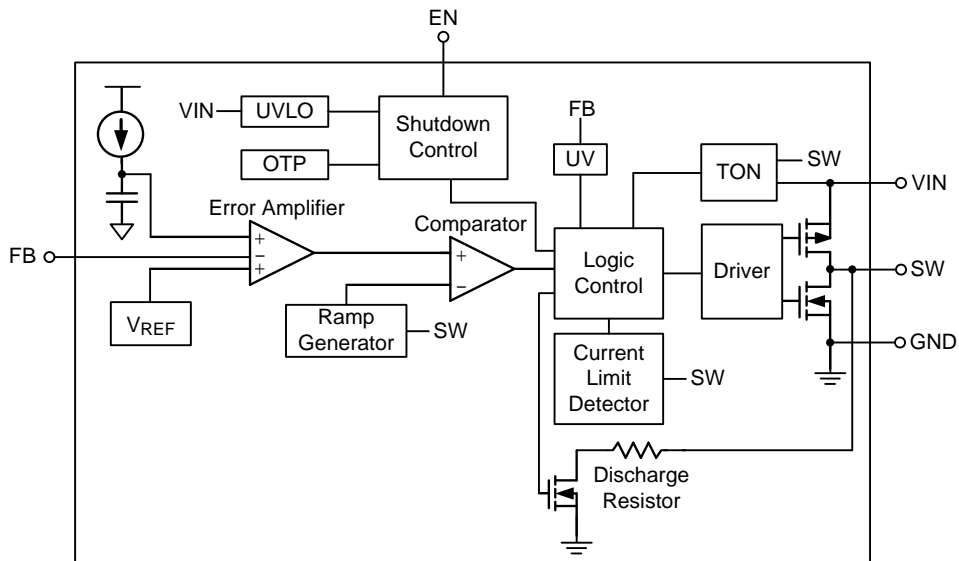 EN
VIN
UVLO
Shutdown
Control
OTP
FB
UV
TON
SW
VIN
Error Amplifier
Comparator
FB
+
−
+
+
−
Logic
Control
Driver
SW
VREF
Ramp
Generator
SW
GND
Current
Limit
Detector
SW
Discharge
Resistor